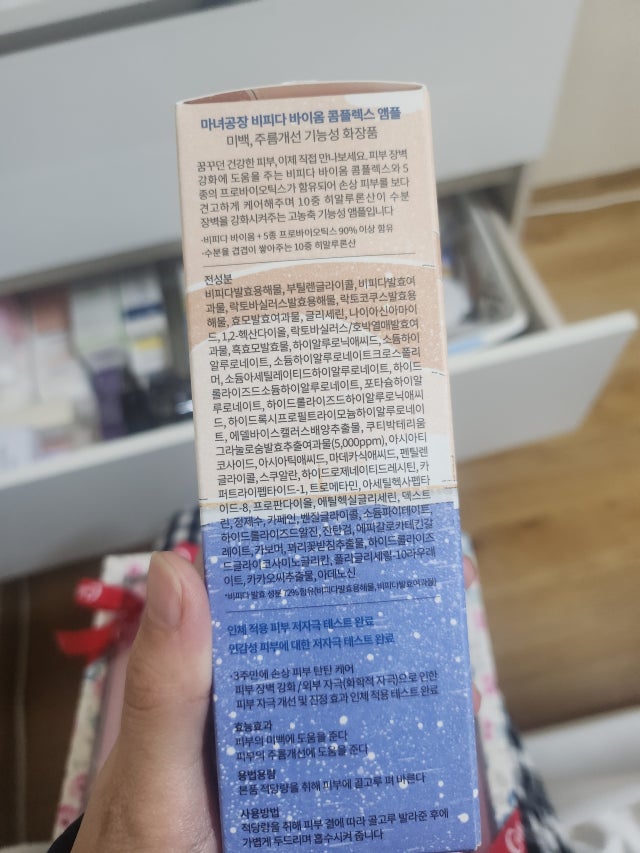 마녀공장 비피다 바이옴 콤플렉스 앰플
미백, 주름개선 기능성 화장품
꿈꾸던 건강한 피부, 이제 직접 만나보세요. 피부 장벽
강화에 도움을 주는 비피다 바이옴 콤플렉스와 5
종의 프로바이오틱스가 함유되어 손상 피부를 보다
견고하게 케어해주며 10중 히알루론산이 수분
장벽을 강화시켜주는 고농축 기능성 앰플입니다
·비피다 바이옴 + 5종 프로바이오틱스 90% 이상 함유
·수분을 겹겹이 쌓아주는 10중 히알루론산
전성분
비피다발효용해물, 부틸렌글라이콜, 비피다발효여
과물, 락토바실러스발효용해물, 락토코쿠스발효용
해물, 효모발효여과물, 글리세린, 나이아신아마이
드, 1,2-헥산다이올, 락토바실러스/호박열매발효여
과물, 흑효모발효물, 하이알루로닉애씨드, 소듐하이
알루로네이트, 소듐하이알루로네이트크로스폴리
머, 소듐아세틸레이티드하이알루로네이트, 하이드
롤라이즈드소듐하이알루로네이트, 포타슘하이알
루로네이트, 하이드롤라이즈드하이알루로닉애씨
드, 하이드록시프로필트라이모늄하이알루로네이
트, 에델바이스캘러스배양추출물, 큐티박테리움
그래뉼로숨발효추출여과물(5,000ppm), 아시아티
코사이드, 아시아틱애씨드, 마데카식애씨드, 펜틸렌
글라이콜, 스쿠알란, 하이드로제네이티드레시틴, 카
퍼트라이펩타이드-1, 트로메타민, 아세틸헥사펩타
이드-8, 프로판다이올, 에틸헥실글리세린, 덱스트
린, 정제수, 카페인, 벤질글라이콜, 소듐파이테이트,
하이드롤라이즈드알진, 잔탄검, 에피갈로카테킨갈
레이트, 카보머, 꾀리꽃받침추출물, 하이드롤라이즈
드글라이코사미노글리칸, 폴리글리세릴-10라우레
이트, 카카오씨추출물, 아데노신
*비피다 발효 성분 72% 함유(비피다발효용해물, 비피다발효여과물)
인체 적용 피부 저자극 테스트 완료
민감성 피부에 대한 저자극 테스트 완료
·3주만에 손상 피부 탄탄 케어
피부 장벽 강화 / 외부 자극(화학적 자극)으로 인한
피부 자극 개선 및 진정 효과 인체 적용 테스트 완료
효능효과
피부의 미백에 도움을 준다
피부의 주름개선에 도움을 준다
용법용량
본품 적당량을 취해 피부에 골고루 펴 바른다
사용방법
적당량을 취해 피부 결에 따라 골고루 발라준 후에
가볍게 두드리며 흡수시켜 줍니다